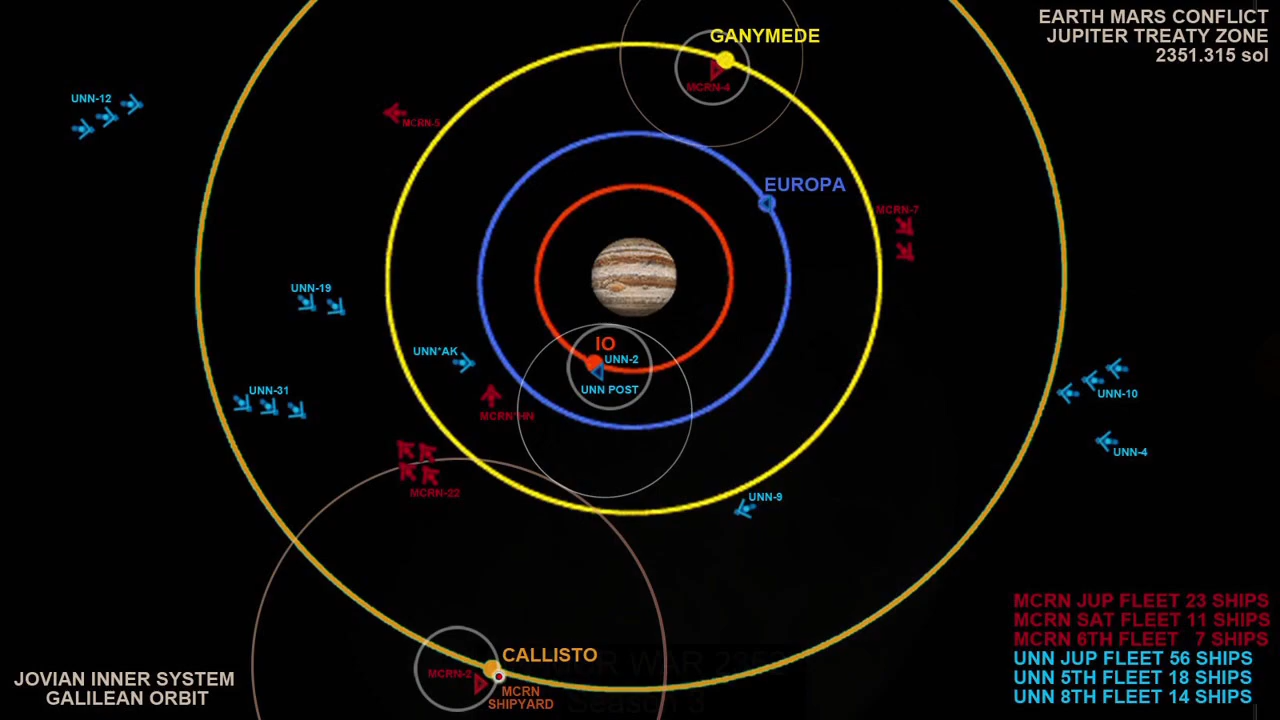 EARTH MARS CONFLICT
JUPITER TREATY ZONE
2351.315 sol
GANYMEDE
MCRN-4
UNN-12
MCRN-5
EUROPA
MCRN-7
UNN-19
IO
UNN-2
UNN POST
UNN*AK
UNN-31
MCRN*HN
UNN-10
UNN-4
MCRN-22
UNN-9
CALLISTO
MCRN-2
MCRN
SHIPYARD
MCRN JUP FLEET 23 SHIPS
MCRN SAT FLEET 11 SHIPS
MCRN 6TH FLEET 7 SHIPS
UNN JUP FLEET 56 SHIPS
UNN 5TH FLEET 18 SHIPS
UNN 8TH FLEET 14 SHIPS
JOVIAN INNER SYSTEM
GALILEAN ORBIT